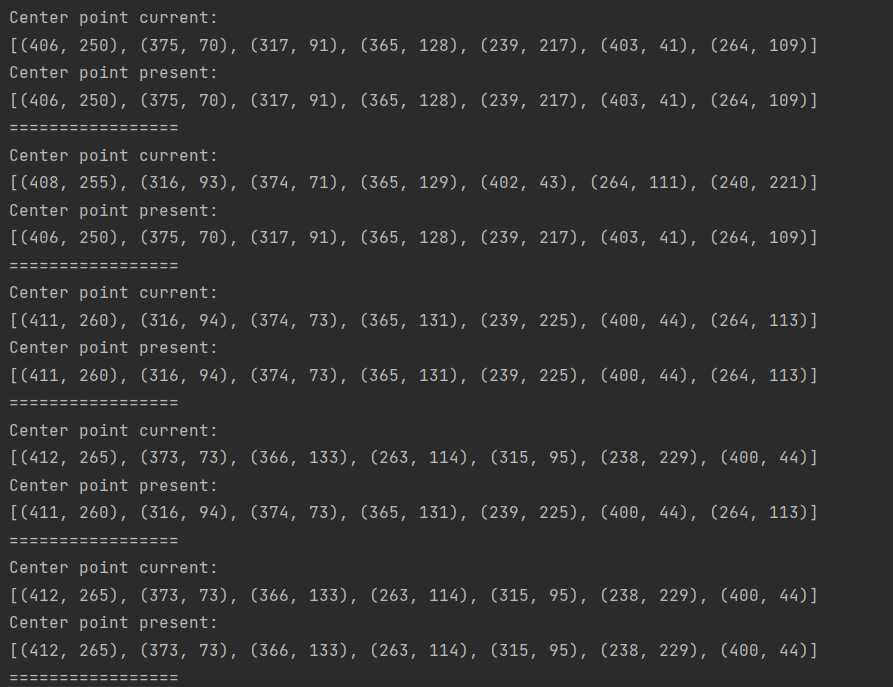 Center point current:
[(406, 250), (375, 70), (317, 91), (365, 128), (239, 217), (403, 41), (264, 109)]
Center point present:
[(406, 250), (375, 70), (317, 91), (365, 128), (239, 217), (403, 41), (264, 109)]
=================
Center point current:
[(408, 255), (316, 93), (374, 71), (365, 129), (402, 43), (264, 111), (240, 221)]
Center point present:
[(406, 250), (375, 70), (317, 91), (365, 128), (239, 217), (403, 41), (264, 109)]
=================
Center point current:
[(411, 260), (316, 94), (374, 73), (365, 131), (239, 225), (400, 44), (264, 113)]
Center point present:
[(411, 260), (316, 94), (374, 73), (365, 131), (239, 225), (400, 44), (264, 113)]
=================
Center point current:
[(412, 265), (373, 73), (366, 133), (263, 114), (315, 95), (238, 229), (400, 44)]
Center point present:
[(411, 260), (316, 94), (374, 73), (365, 131), (239, 225), (400, 44), (264, 113)]
=================
Center point current:
[(412, 265), (373, 73), (366, 133), (263, 114), (315, 95), (238, 229), (400, 44)]
Center point present:
[(412, 265), (373, 73), (366, 133), (263, 114), (315, 95), (238, 229), (400, 44)]
=================